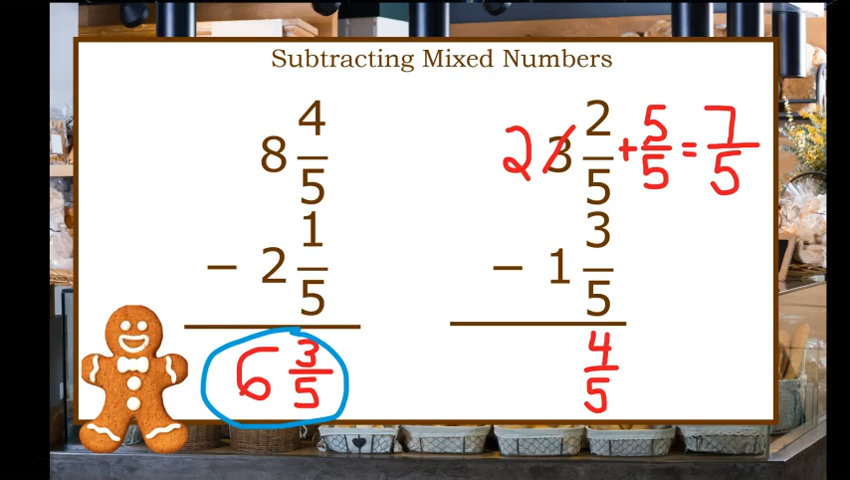 Subtracting Mixed Numbers
8 4/5
− 2 1/5
6 3/5
2 3 2/5 + 5/5 = 7/5
− 1 3/5
4/5